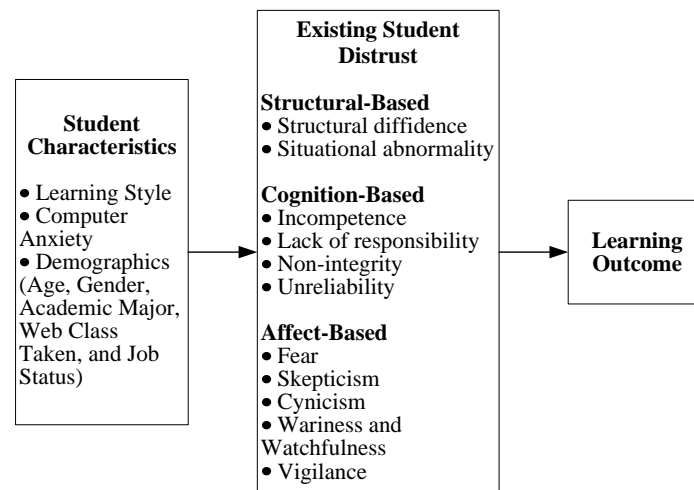 Student
Characteristics
● Learning Style
● Computer
Anxiety
● Demographics
(Age, Gender,
Academic Major,
Web Class
Taken, and Job
Status)
Existing Student
Distrust
Structural-Based
● Structural diffidence
● Situational abnormality
Cognition-Based
● Incompetence
● Lack of responsibility
● Non-integrity
● Unreliability
Affect-Based
● Fear
● Skepticism
● Cynicism
● Wariness and
Watchfulness
● Vigilance
Learning
Outcome